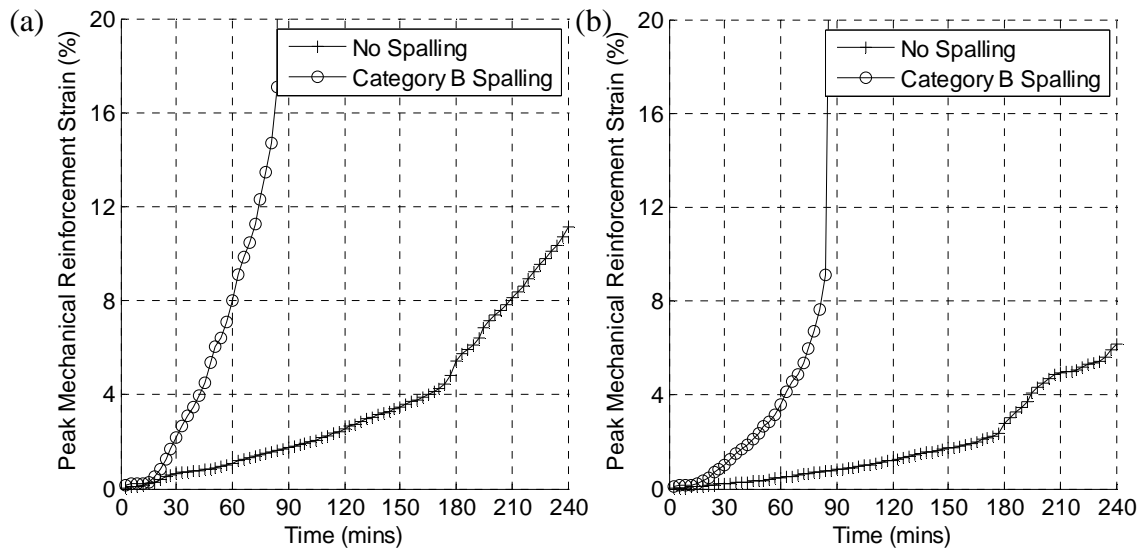 (a)
Peak Mechanical Reinforcement Strain (%)
20
16
12
8
4
0
No Spalling
Category B Spalling
0 30 60 90 120 150 180 210 240
Time (mins)
(b)
Peak Mechanical Reinforcement Strain (%)
20
16
12
8
4
0
No Spalling
Category B Spalling
0 30 60 90 120 150 180 210 240
Time (mins)